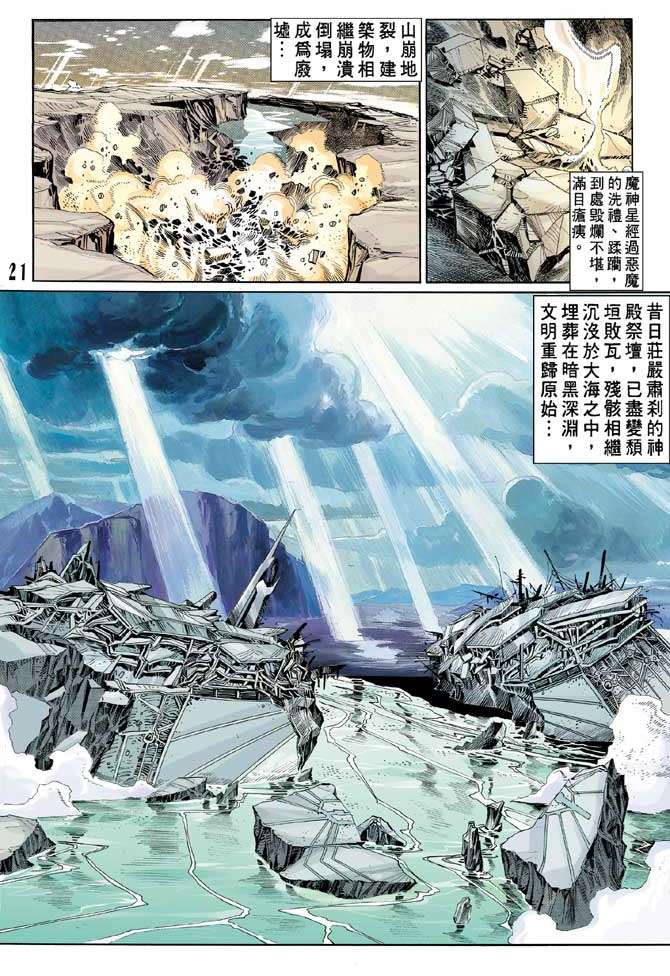 魔神星經過惡魔
的洗禮、蹂躪，
到處毀爛不堪，
滿目瘡痍。
山崩地
裂，建
築物相
繼崩潰
倒塌，
成爲廢
墟…
昔日莊嚴肅刹的神
殿祭壇，已盡變頹
垣敗瓦，殘骸相繼
沉沒於大海之中，
埋葬在暗黑深淵，
文明重歸原始…
21